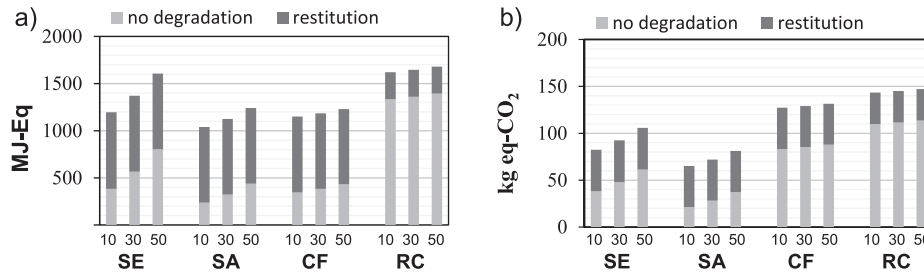 a)
no degradation restitution
2000
1500
1000
500
MJ-Eq
10 30 50 10 30 50 10 30 50 10 30 50
SE SA CF RC
b)
no degradation restitution
200
150
100
50
0
kg eq-CO₂
10 30 50 10 30 50 10 30 50 10 30
SE SA CF RC